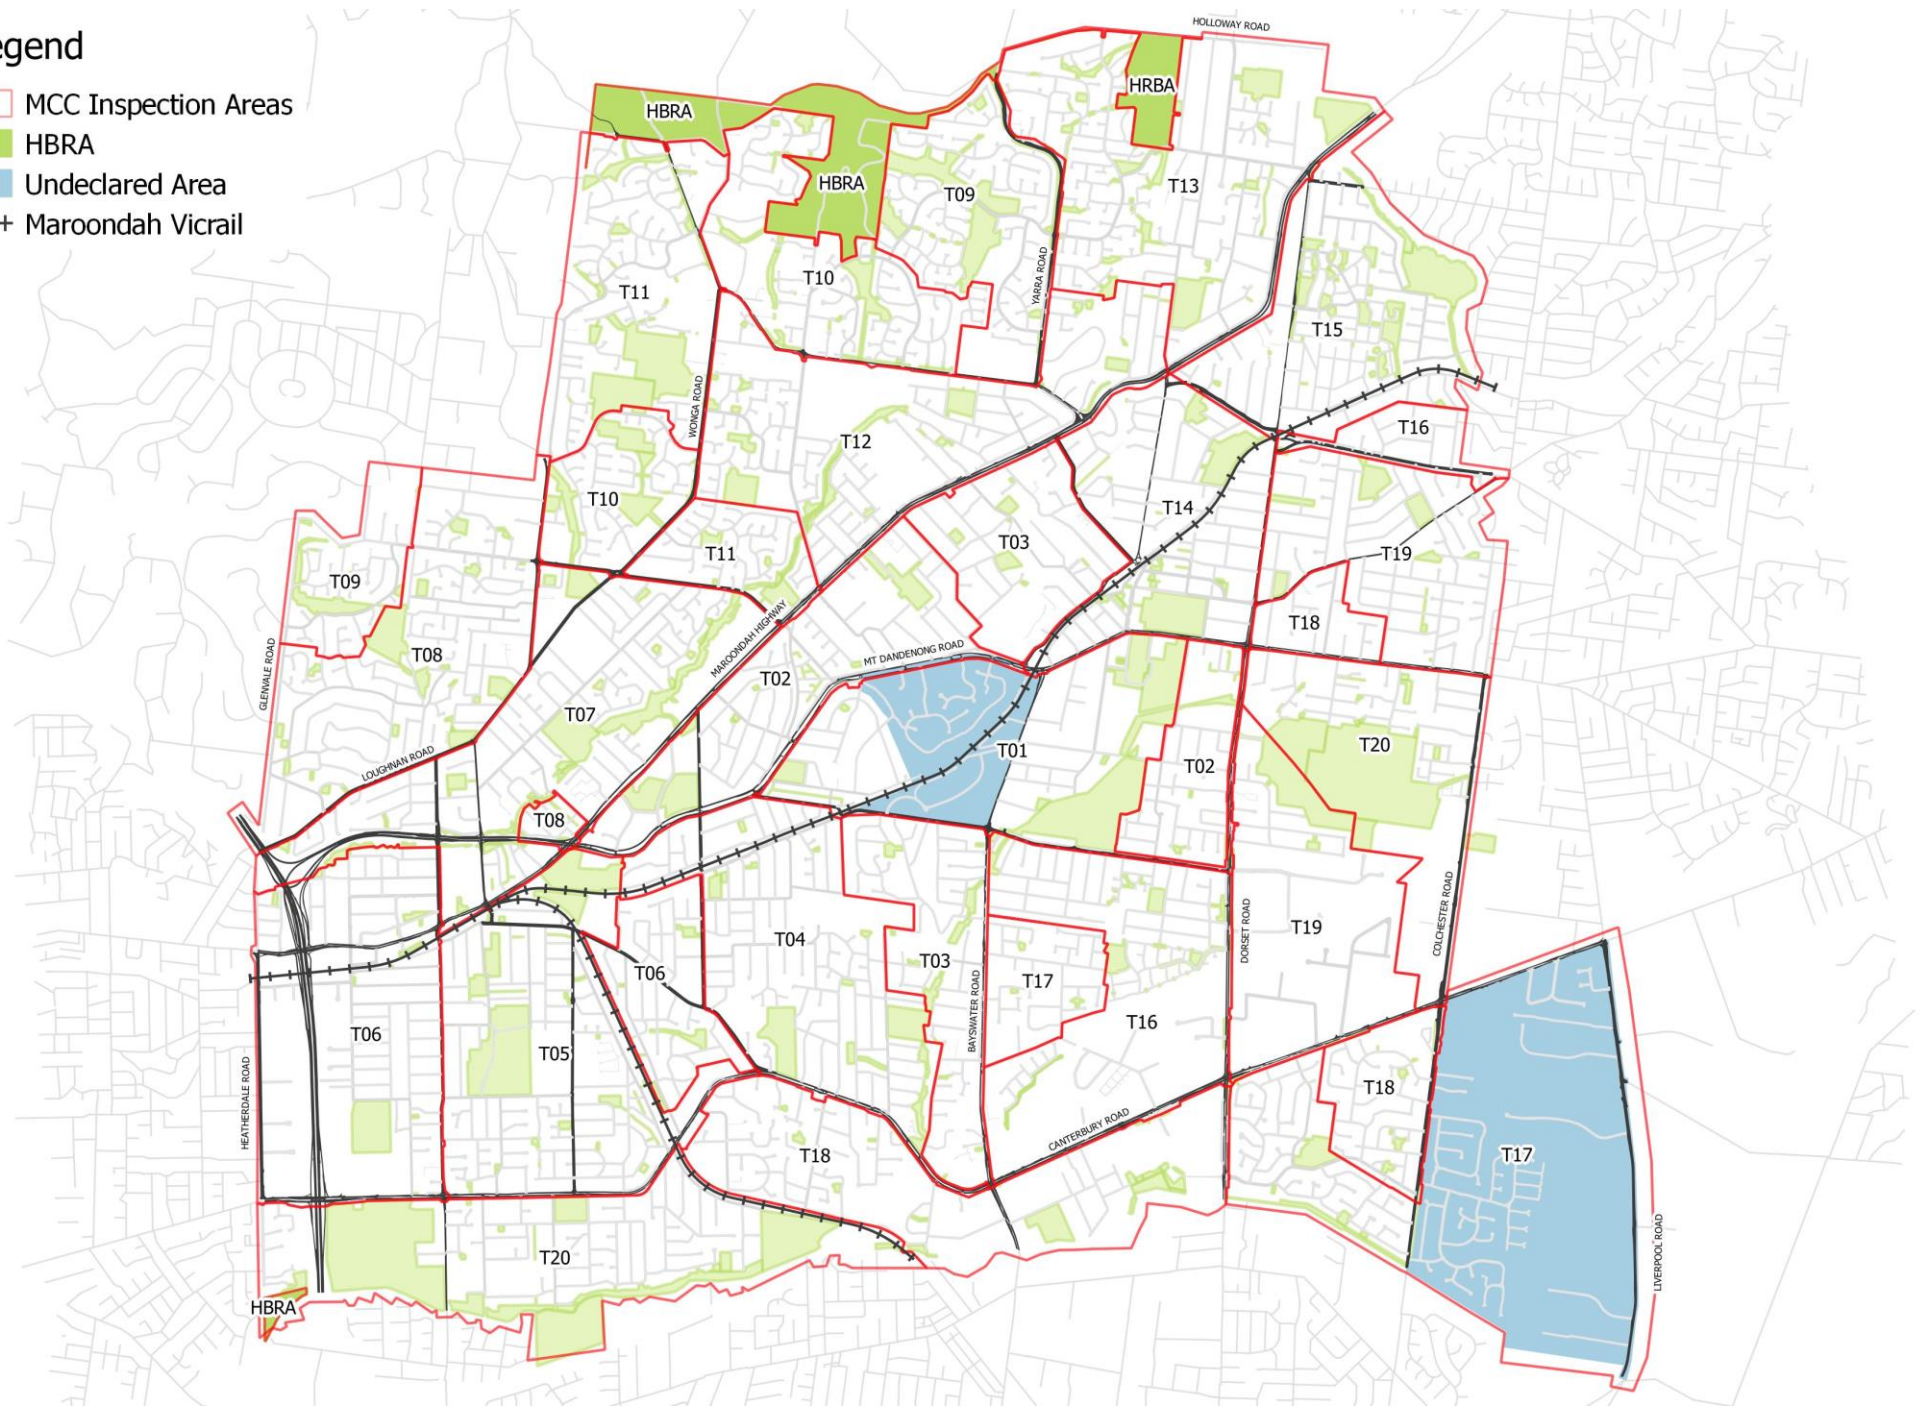 egend
MCC Inspection Areas
HBRA
Undeclared Area
Maroondah Vicrail
HOLLOWAY ROAD
HBRA
HRBA
HBRA
T09
T13
YARRA ROAD
T10
T11
T15
WONGA ROAD
T12
T16
T10
T14
T03
T11
T19
T09
T18
MAROONDAH HIGHWAY
MT DANDENONG ROAD
T08
GLENVALE ROAD
T02
T07
T01
T20
T02
LOUGHNAN ROAD
T08
COLCHESTER ROAD
DORSET ROAD
T19
T04
T03
T06
T17
BAYSWATER ROAD
T16
T06
T05
HEATHERDALE ROAD
T18
CANTERBURY ROAD
T18
T17
T20
LIVERPOOL ROAD
HBRA